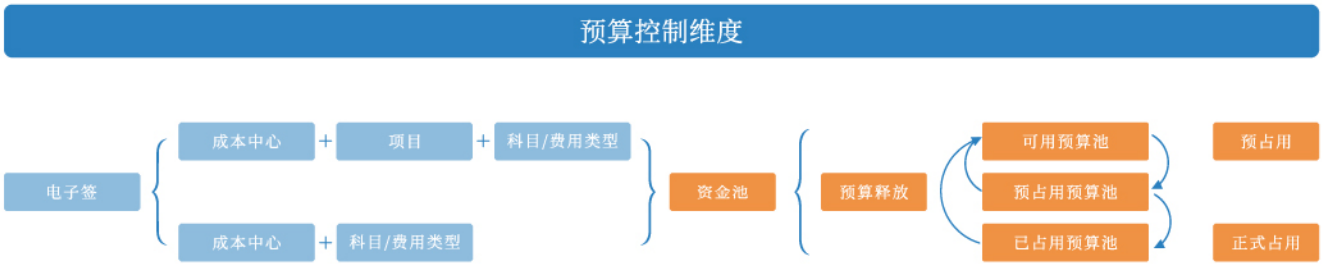 预算控制维度
成本中心 + 项目 + 科目/费用类型 可用预算池 预占用
电子签 资金池 预算释放 预占用预算池
成本中心 + 科目/费用类型 已占用预算池 正式占用